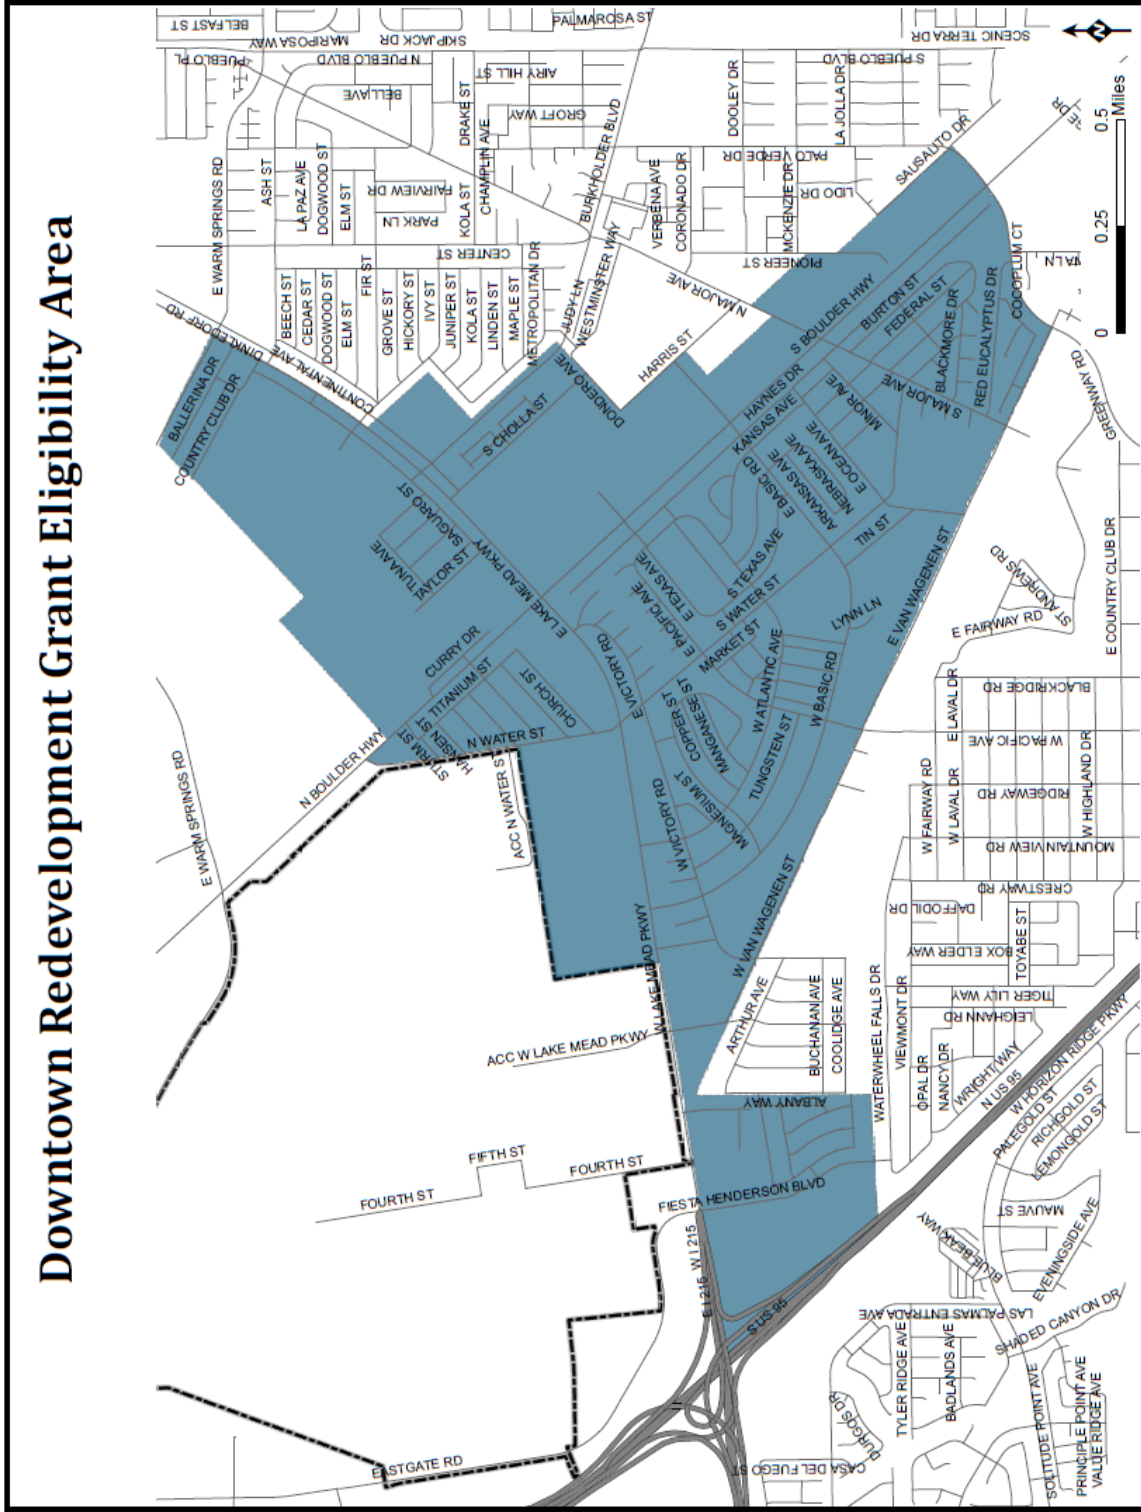 Downtown Redevelopment Grant Eligibility Area
BELFAST ST
MARIPOSA WAY
SKIPJACK DR
PALMAROSA ST
SCENIC TERRA DR
PUEBLO PL
N PUEBLO BLVD
S PUEBLO BLVD
BELL AVE
AIRY HILL ST
GROFT WAY
DRAKE ST
CHAMPLIN AVE
BURKHOLDER BLVD
DOOLEY DR
LA JOLLA DR
E WARM SPRINGS RD
ASH ST
LA PAZ AVE
DOGWOOD ST
ELM ST
FAIRVIEW DR
PARK LN
KOLA ST
CENTER ST
VERBENA AVE
CORONADO DR
PALO VERDE DR
MCKENZIE DR
LIDO DR
SAUSALITO DR
PIONEER ST
DINKLEDORF RD
BEECH ST
CEDAR ST
DOGWOOD ST
ELM ST
FIR ST
GROVE ST
HICKORY ST
IVY ST
JUNIPER ST
KOLA ST
LINDEN ST
MAPLE ST
METROPOLITAN DR
JUDY LN
WESTMINSTER WAY
N MAJOR AVE
HARRIS ST
CONTINENTAL AVE
BALLERINA DR
COUNTRY CLUB DR
S CHOLLA ST
DONDERO AVE
S BOULDER HWY
BURTON ST
FEDERAL ST
BLACKMORE DR
RED EUCALYPTUS DR
COCOPLUM CT
HAYNES DR
KANSAS AVE
MINOR AVE
S MAJOR AVE
E BASIC RD
ARKANSAS AVE
NEBRASKA AVE
E OCEAN AVE
SAGUARO ST
TUNA AVE
TAYLOR ST
E LAKE MEAD PKWY
E TEXAS AVE
E PACIFIC AVE
S TEXAS AVE
S WATER ST
TIN ST
MARKET ST
LYNN LN
E VAN WAGENEN ST
CURRY DR
TITANIUM ST
HANSEN ST
STURM ST
CHURCH ST
E VICTORY RD
N WATER ST
ACC N WATER ST
COPPER ST
MANGANESE ST
W ATLANTIC AVE
W BASIC RD
TUNGSTEN ST
MAGNESIUM ST
W VICTORY RD
W VAN WAGENEN ST
N BOULDER HWY
E WARM SPRINGS RD
W LAKE MEAD PKWY
ACC W LAKE MEAD PKWY
ARTHUR AVE
BUCHANAN AVE
COOLIDGE AVE
ALBANY WAY
FIFTH ST
FOURTH ST
FOURTH ST
FIESTA HENDERSON BLVD
W I 215
E I 215
S US 95
N US 95
EASTGATE RD
GREENWAY RD
E COUNTRY CLUB DR
ST ANDREWS RD
E FAIRWAY RD
E LAVAL DR
BLACKRIDGE RD
W PACIFIC AVE
W FAIRWAY RD
W LAVAL DR
RIDGEWAY RD
W HIGHLAND DR
MOUNTAIN VIEW RD
CRESTWAY RD
DAFFODIL DR
BOX ELDER WAY
TOYABE ST
TIGER LILY WAY
LEIGHANN RD
WATERWHEEL FALLS DR
VIEWMONT DR
OPAL DR
NANCY DR
WRIGHT WAY
W HORIZON RIDGE PKWY
PALEGOLD ST
RICHGOLD ST
LEMONGOLD ST
MAUVE ST
BLUE BEAK WAY
EVENINGSIDE AVE
LAS PALMAS ENTRADA AVE
SHADED CANYON DR
TYLER RIDGE AVE
BADLANDS AVE
DURGOS DR
CASA DEL FUEGO ST
SOLITUDE POINT AVE
PRINCIPLE POINT AVE
VALUE RIDGE AVE
N
0 0.25 0.5
Miles